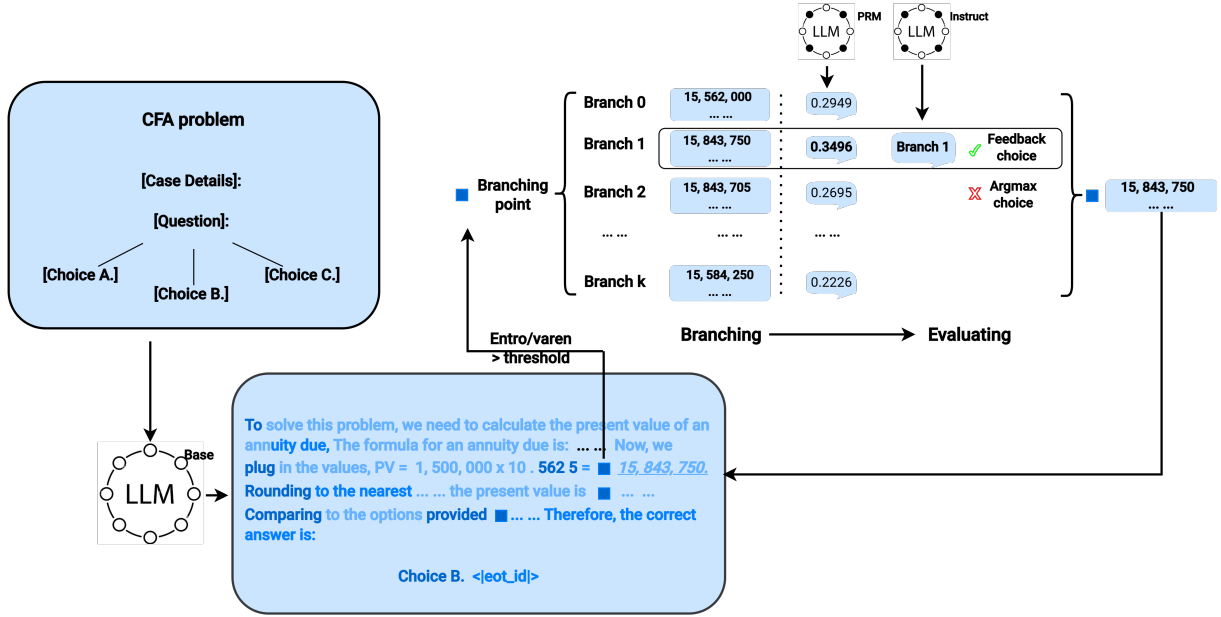 PRM
Instruct
LLM
LLM
CFA problem
[Case Details]:
[Question]:
[Choice A.]
[Choice B.]
[Choice C.]
Branching
point
Branch 0
15, 562, 000
... ...
0.2949
Branch 1
15, 843, 750
... ...
0.3496
Branch 1
Feedback
choice
Branch 2
15, 843, 705
... ...
0.2695
Argmax
choice
... ...
... ...
... ...
Branch k
15, 584, 250
... ...
0.2226
15, 843, 750
... ...
Branching
Evaluating
Entro/varen
> threshold
Base
LLM
To solve this problem, we need to calculate the present value of an
annuity due, The formula for an annuity due is: ... ... Now, we
plug in the values, PV = 1, 500, 000 x 10 . 562 5 = 15, 843, 750.
Rounding to the nearest ... ... the present value is ... ...
Comparing to the options provided ... ... Therefore, the correct
answer is:
Choice B. <|eot_id|>